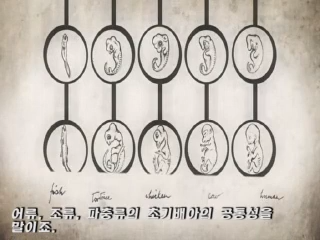 fish Tortoise chicken cow human
어류, 조류, 파충류의 초기배아의 공통성을
말이죠.